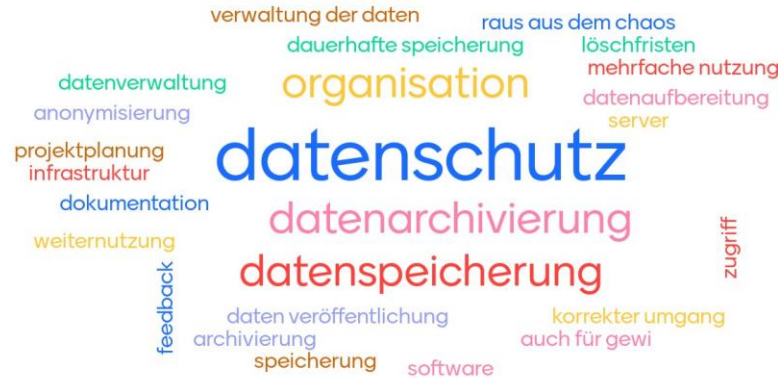 verwaltung der daten
raus aus dem chaos
dauerhafte speicherung
löschfristen
organisation
mehrfache nutzung
datenverwaltung
datenaufbereitung
anonymisierung
server
datenschutz
projektplanung
infrastruktur
dokumentation
datenarchivierung
weiternutzung
zugriff
datenspeicherung
feedback
daten veröffentlichung
korrekter umgang
archivierung
auch für gewi
speicherung
software